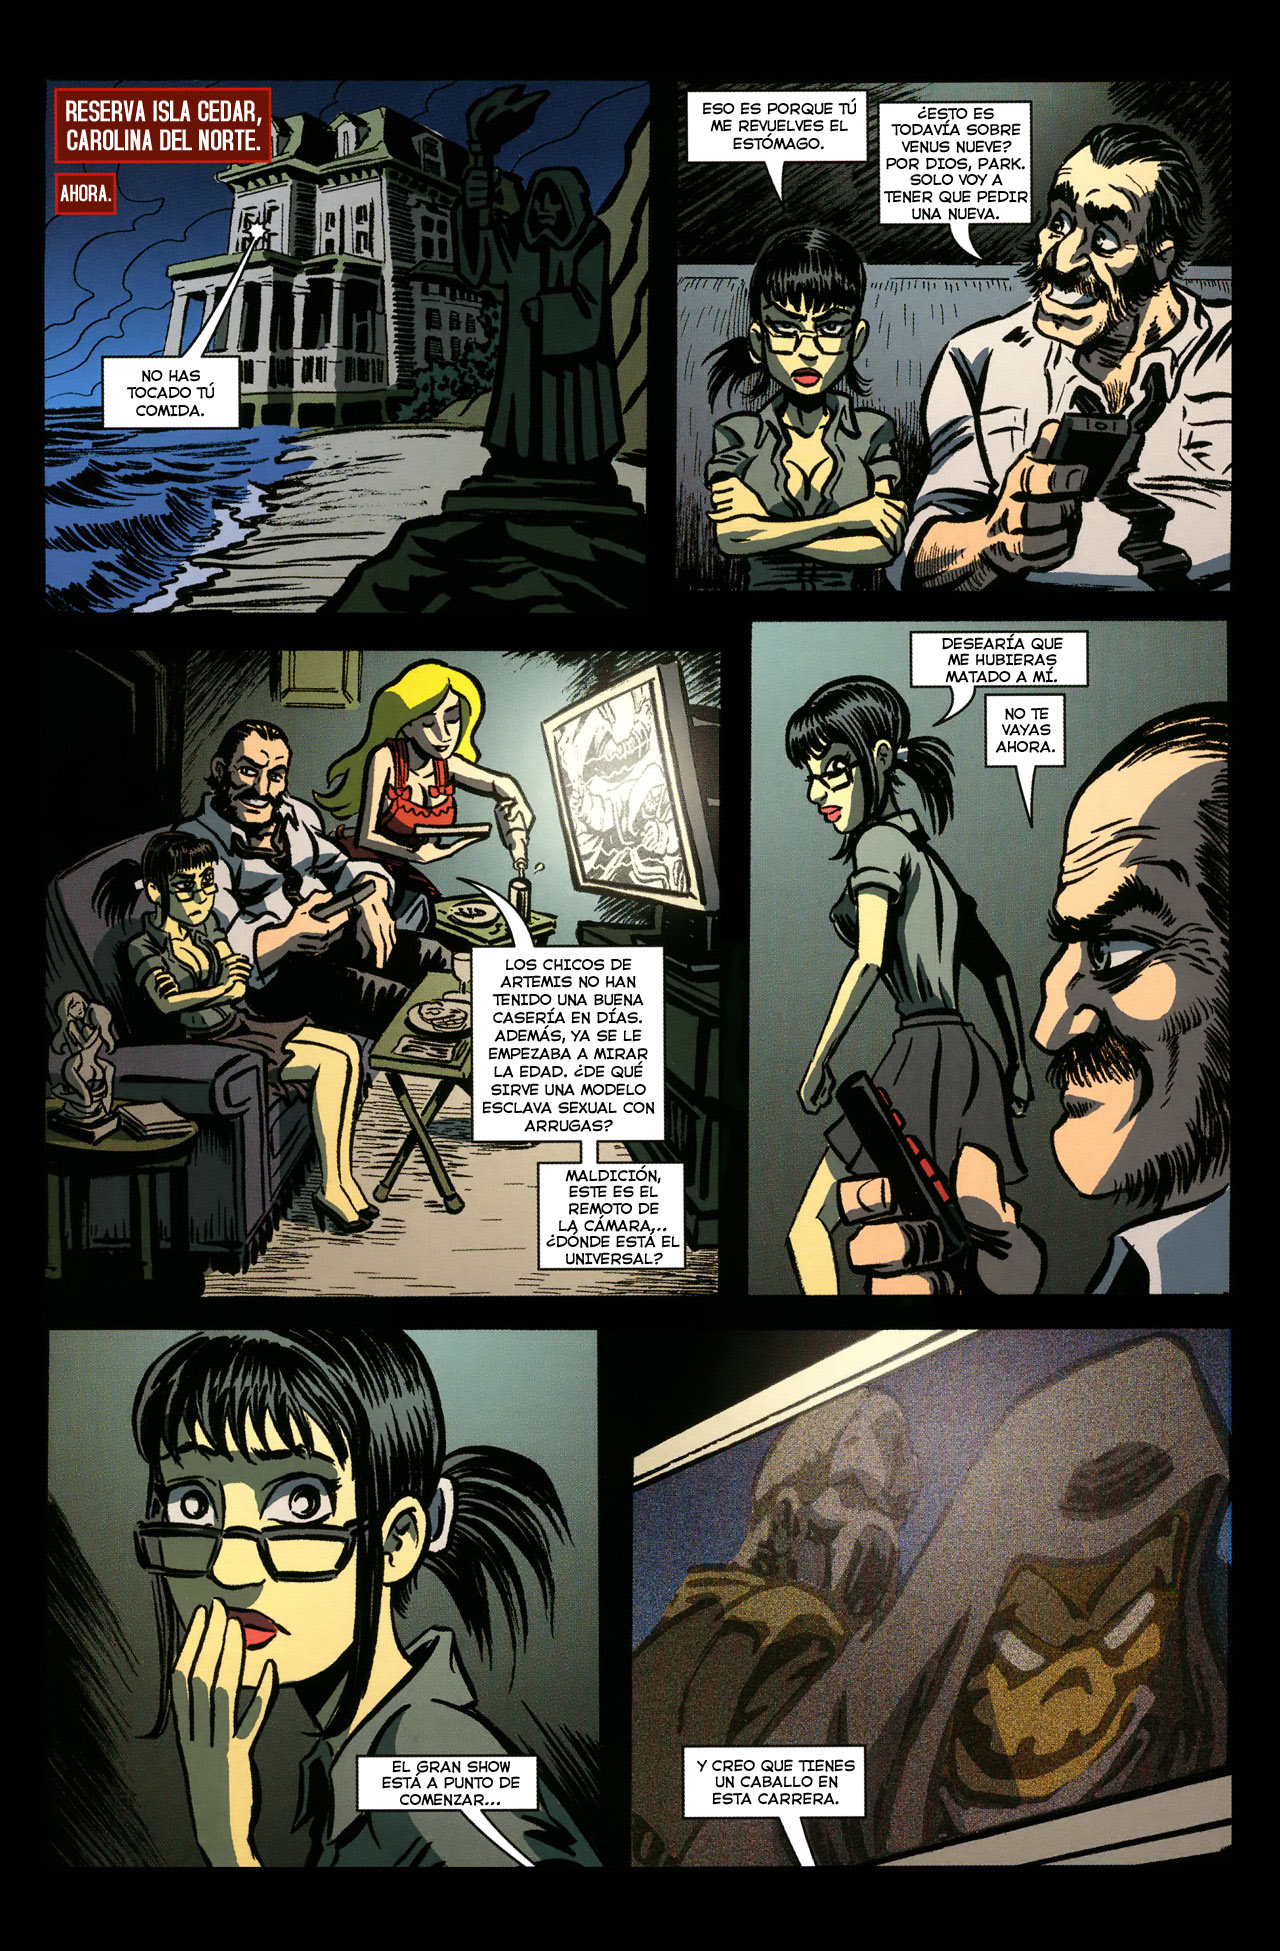 RESERVA ISLA CEDAR,
CAROLINA DEL NORTE.
AHORA.
NO HAS
TOCADO TÚ
COMIDA.
ESO ES PORQUE TÚ
ME REVUELVES EL
ESTÓMAGO.
¿ESTO ES
TODAVÍA SOBRE
VENUS NUEVE?
POR DIOS, PARK.
SOLO VOY A
TENER QUE PEDIR
UNA NUEVA.
LOS CHICOS DE
ARTEMIS NO HAN
TENIDO UNA BUENA
CASERÍA EN DÍAS.
ADEMÁS, YA SE LE
EMPEZABA A MIRAR
LA EDAD. ¿DE QUÉ
SIRVE UNA MODELO
ESCLAVA SEXUAL CON
ARRUGAS?
MALDICIÓN,
ESTE ES EL
REMOTO DE
LA CÁMARA,..
¿DÓNDE ESTÁ EL
UNIVERSAL?
DESEARÍA QUE
ME HUBIERAS
MATADO A MÍ.
NO TE
VAYAS
AHORA.
EL GRAN SHOW
ESTÁ A PUNTO DE
COMENZAR...
Y CREO QUE TIENES
UN CABALLO EN
ESTA CARRERA.